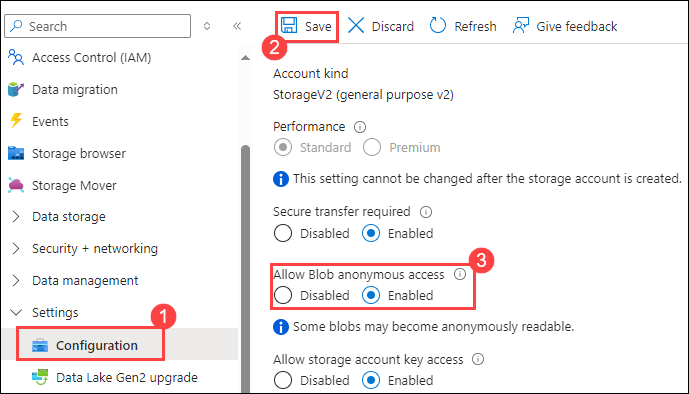 Search
Access Control (IAM)
Data migration
Events
Storage browser
Storage Mover
Data storage
Security + networking
Data management
Settings
1
Configuration
Data Lake Gen2 upgrade
Save
Discard
Refresh
Give feedback
2
Account kind
StorageV2 (general purpose v2)
Performance
Standard
Premium
This setting cannot be changed after the storage account is created.
Secure transfer required
Disabled
Enabled
3
Allow Blob anonymous access
Disabled
Enabled
Some blobs may become anonymously readable.
Allow storage account key access
Disabled
Enabled